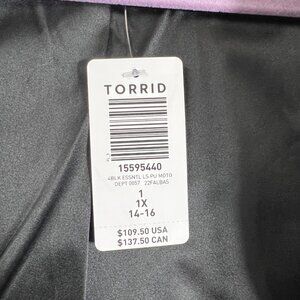 TORRID
15595440
4BLK ESSNTL LS PU MOTO
DEPT 0057 22FALBAS
1
1X
14-16
$109.50 USA
$137.50 CAN